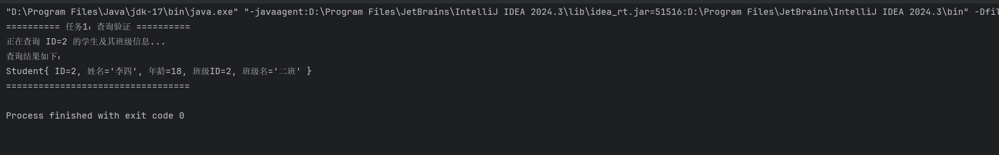 "D:\Program Files\Java\jdk-17\bin\java.exe" "-javaagent:D:\Program Files\JetBrains\IntelliJ IDEA 2024.3\lib\idea_rt.jar=51516:D:\Program Files\JetBrains\IntelliJ IDEA 2024.3\bin" -Dfil
========== 任务1：查询验证 ==========
正在查询 ID=2 的学生及其班级信息...
查询结果如下：
Student{ ID=2, 姓名='李四', 年龄=18, 班级ID=2, 班级名='二班' }
==================================
Process finished with exit code 0